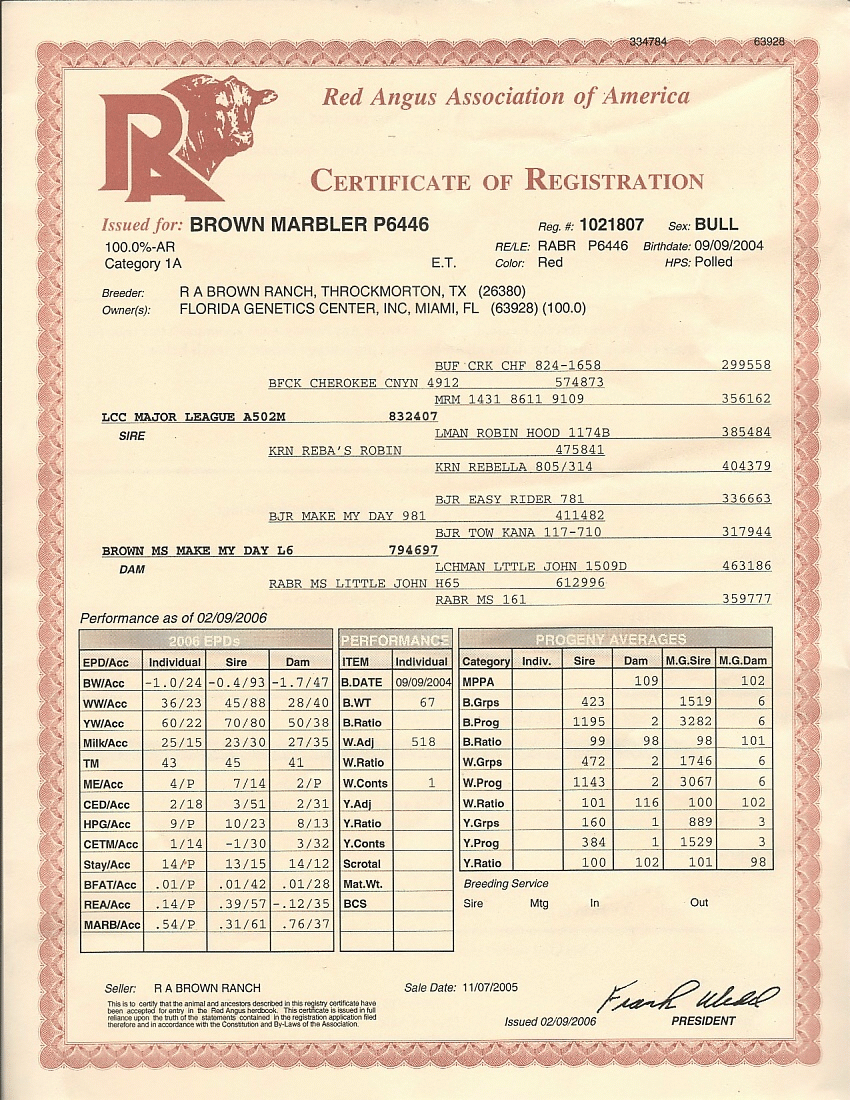 334784 63928
RA
Red Angus Association of America
CERTIFICATE OF REGISTRATION
Issued for: BROWN MARBLER P6446 Reg. #: 1021807 Sex: BULL
100.0%-AR RE/LE: RABR P6446 Birthdate: 09/09/2004
Category 1A E.T. Color: Red HPS: Polled
Breeder: R A BROWN RANCH, THROCKMORTON, TX (26380)
Owner(s): FLORIDA GENETICS CENTER, INC, MIAMI, FL (63928) (100.0)
BUF CRK CHF 824-1658 299558
BFCK CHEROKEE CNYN 4912 574873
MRM 1431 8611 9109 356162
LCC MAJOR LEAGUE A502M 832407
SIRE LMAN ROBIN HOOD 1174B 385484
KRN REBA'S ROBIN 475841
KRN REBELLA 805/314 404379
BJR EASY RIDER 781 336663
BJR MAKE MY DAY 981 411482
BJR TOW KANA 117-710 317944
BROWN MS MAKE MY DAY L6 794697
DAM LCHMAN LTTLE JOHN 1509D 463186
RABR MS LITTLE JOHN H65 612996
RABR MS 161 359777
Performance as of 02/09/2006
2006 EPDs PERFORMANCE PROGENY AVERAGES
EPD/Acc Individual Sire Dam ITEM Individual Category Indiv. Sire Dam M.G.Sire M.G.Dam
BW/Acc -1.0/24 -0.4/93 -1.7/47 B.DATE 09/09/2004 MPPA 109 102
WW/Acc 36/23 45/88 28/40 B.WT 67 B.Grps 423 1519 6
YW/Acc 60/22 70/80 50/38 B.Ratio B.Prog 1195 2 3282 6
Milk/Acc 25/15 23/30 27/35 W.Adj 518 B.Ratio 99 98 98 101
TM 43 45 41 W.Ratio W.Grps 472 2 1746 6
ME/Acc 4/P 7/14 2/P W.Conts 1 W.Prog 1143 2 3067 6
CED/Acc 2/18 3/51 2/31 Y.Adj W.Ratio 101 116 100 102
HPG/Acc 9/P 10/23 8/13 Y.Ratio Y.Grps 160 1 889 3
CETM/Acc 1/14 -1/30 3/32 Y.Conts Y.Prog 384 1 1529 3
Stay/Acc 14/P 13/15 14/12 Scrotal Y.Ratio 100 102 101 98
BFAT/Acc .01/P .01/42 .01/28 Mat.Wt. Breeding Service
REA/Acc .14/P .39/57 -.12/35 BCS Sire Mtg In Out
MARB/Acc .54/P .31/61 .76/37
Seller: R A BROWN RANCH Sale Date: 11/07/2005
This is to certify that the animal and ancestors described in this registry certificate have
been accepted for entry in the Red Angus herdbook. This certificate is issued in full
reliance upon the truth of the statements contained in the registration application filed
therefore and in accordance with the Constitution and By-Laws of the Association.
Issued 02/09/2006 PRESIDENT